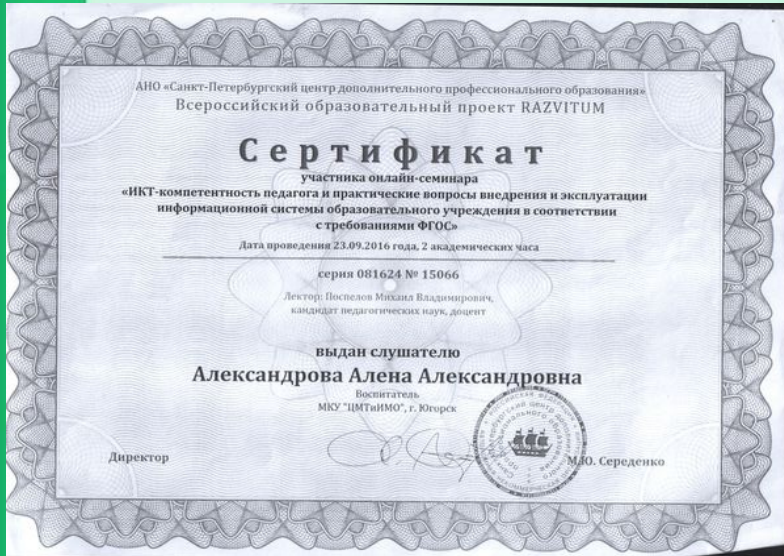 АНО «Санкт-Петербургский центр дополнительного профессионального образования»
Всероссийский образовательный проект RAZVITUM
Сертификат
участника онлайн-семинара
«ИКТ-компетентность педагога и практические вопросы внедрения и эксплуатации
информационной системы образовательного учреждения в соответствии
с требованиями ФГОС»
Дата проведения 23.09.2016 года, 2 академических часа
серия 081624 № 15066
Лектор: Поспелов Михаил Владимирович,
кандидат педагогических наук, доцент
выдан слушателю
Александрова Алена Александровна
Воспитатель
МКУ "ЦМТиИМО", г. Югорск
Директор
М.Ю. Середенко